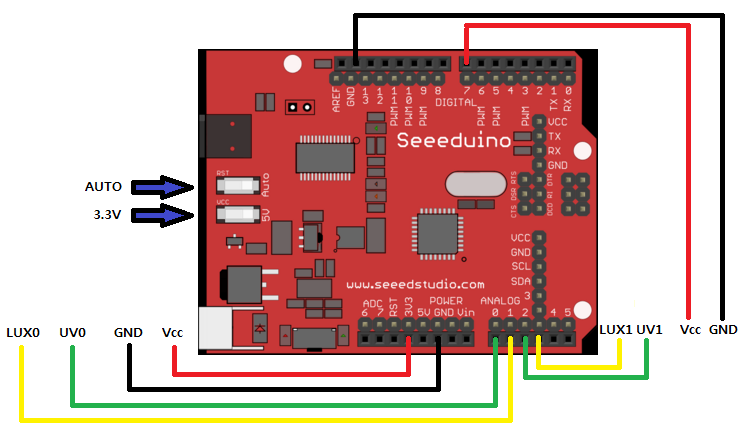 AREF
GND
13
12
11 PWM
10 PWM
9 PWM
8
DIGITAL
7
6 PWM
5 PWM
4
3 PWM
2
1 TX
0 RX
Seeeduino
VCC
TX
RX
GND
CTS DSR RTS
DCD RI DTR
RST
Auto
VCC
5V
AUTO
3.3V
VCC
GND
SCL
SDA
3
www.seeedstudio.com
ADC
6
7
RST
3V3
POWER
5V GND Vin
ANALOG
0 1 2 4 5
LUX0 UV0 GND Vcc
LUX1 UV1 Vcc GND